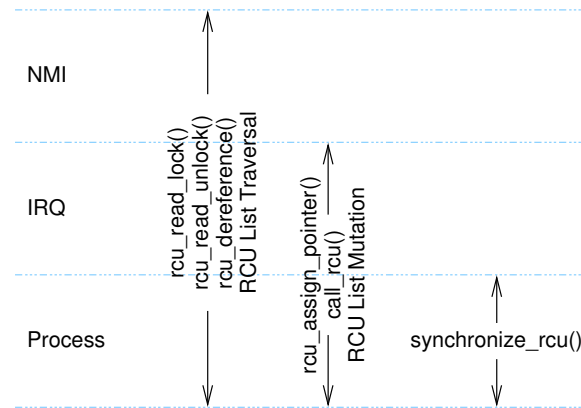 NMI
rcu_read_lock()
rcu_read_unlock()
rcu_dereference()
RCU List Traversal
IRQ
rcu_assign_pointer()
call_rcu()
RCU List Mutation
Process
synchronize_rcu()